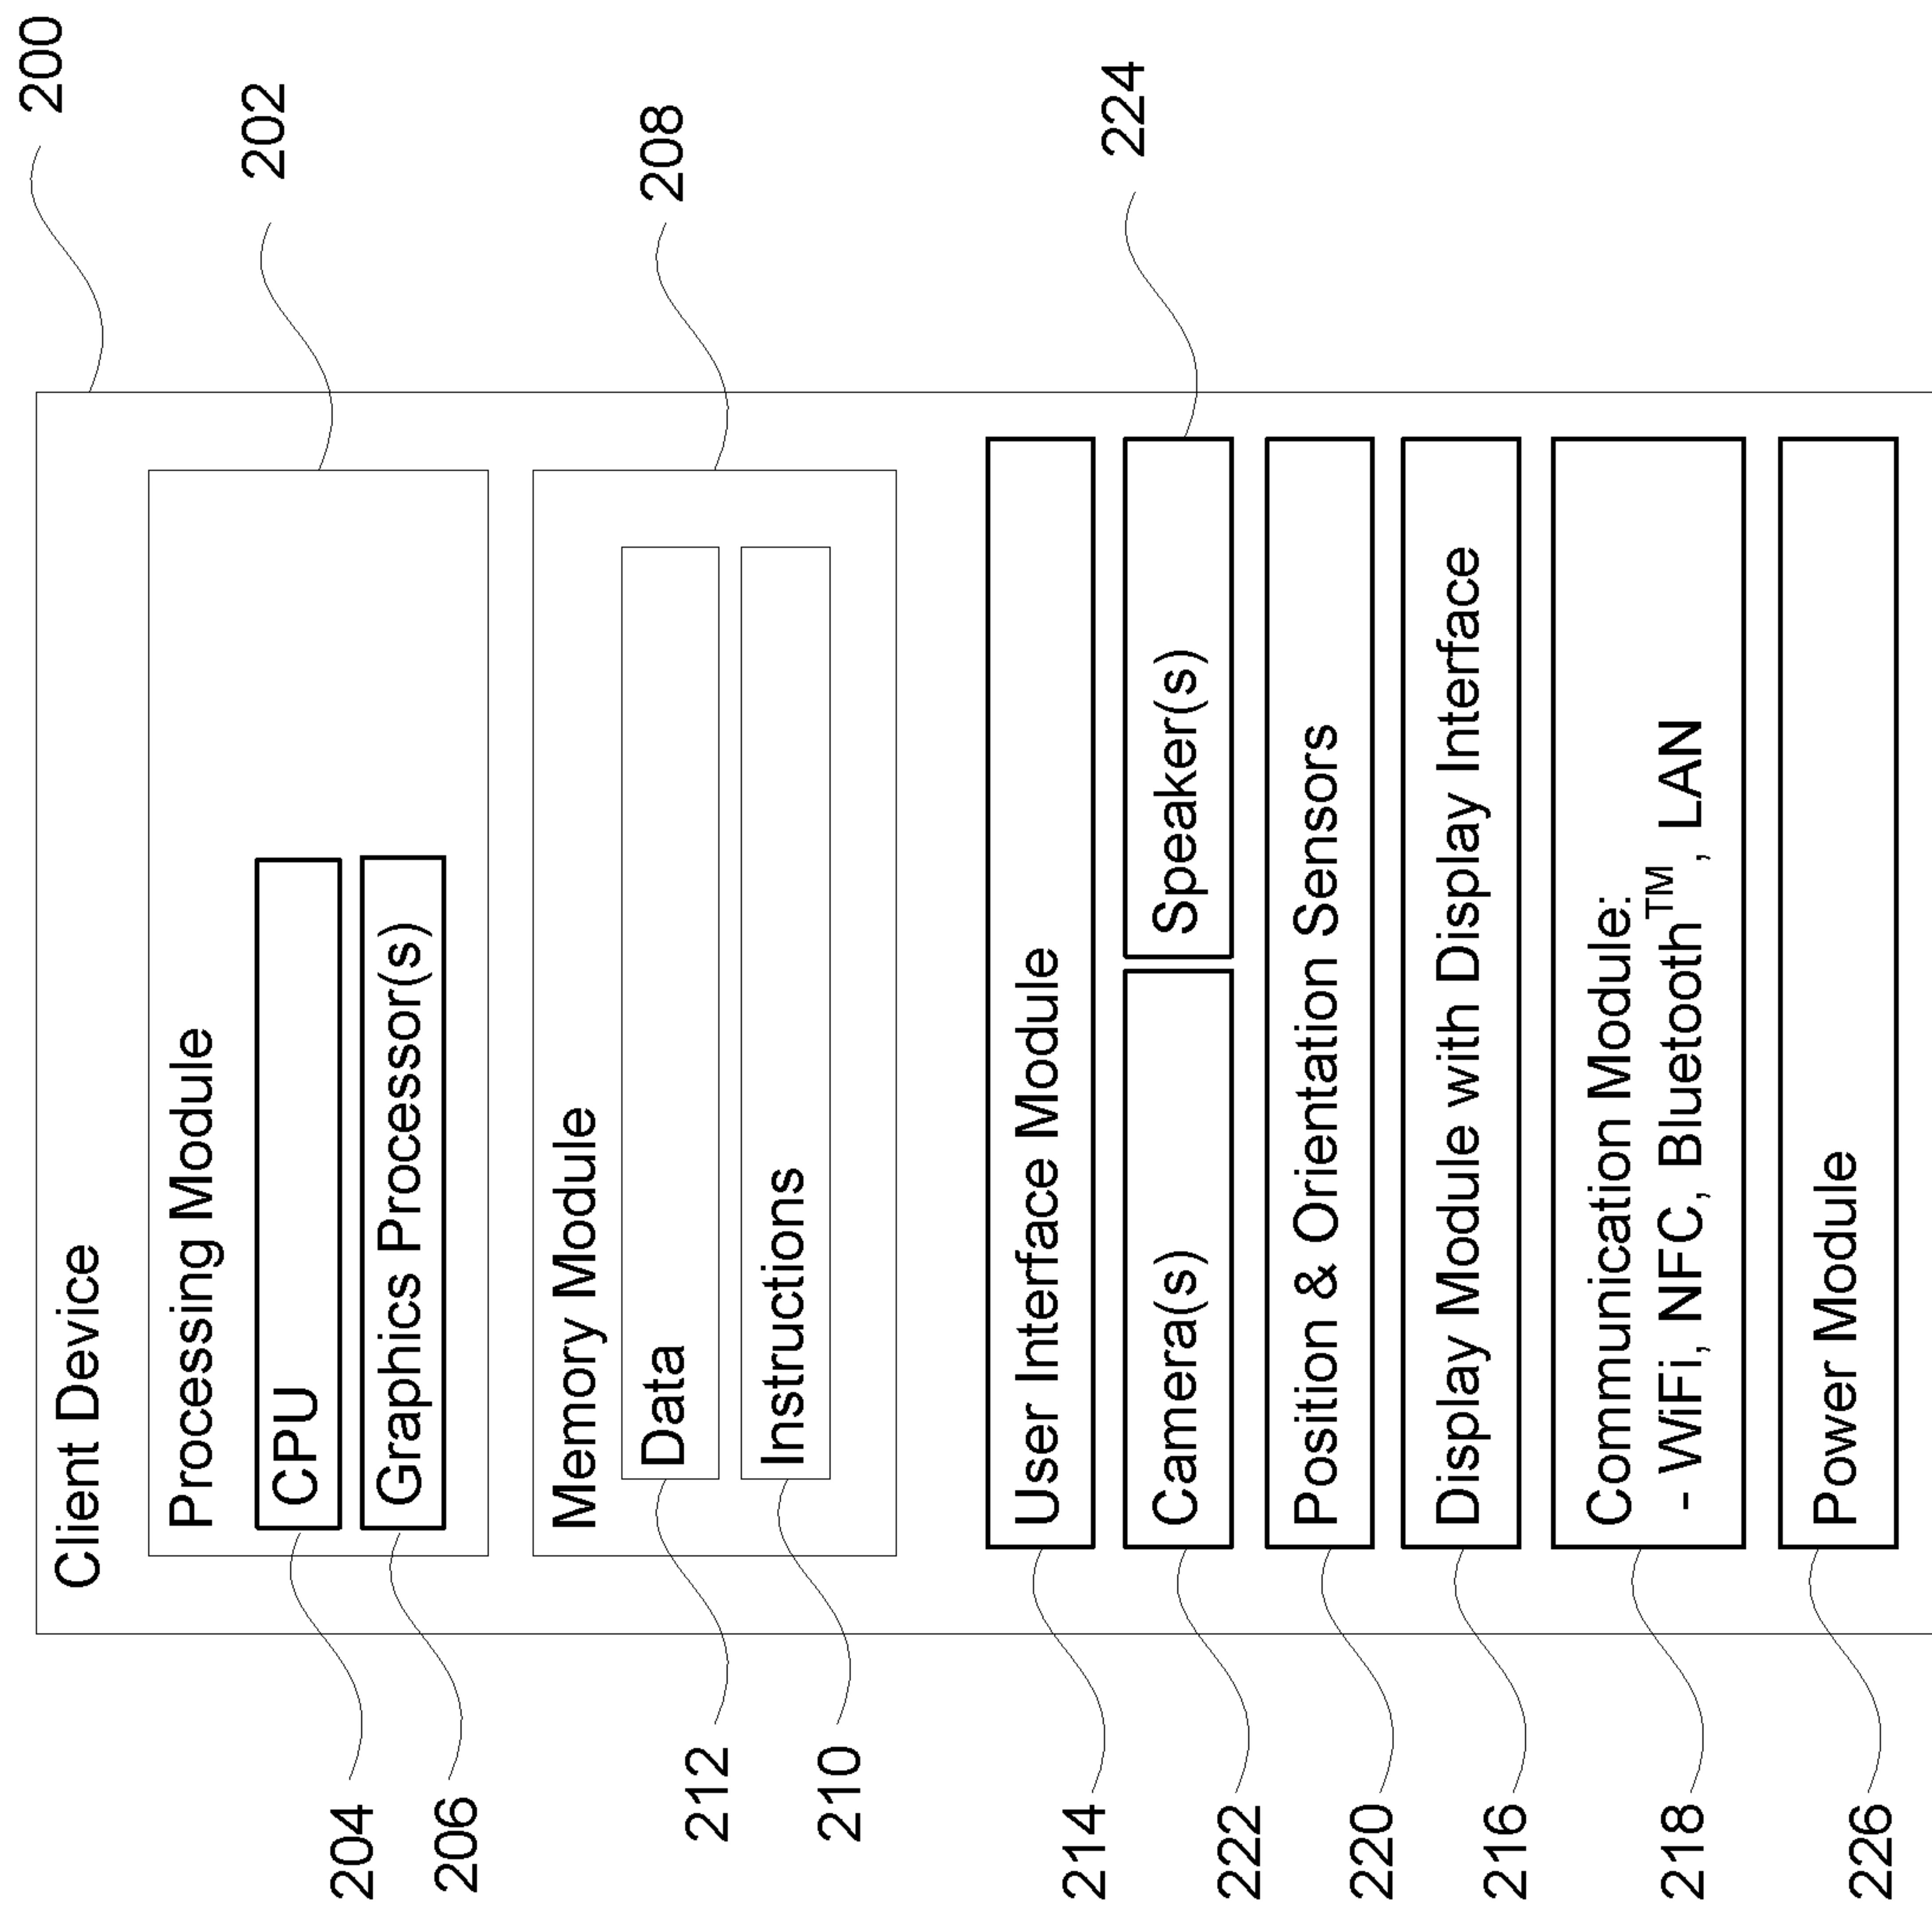 200
Client Device
202
Processing Module
204
CPU
206
Graphics Processor(s)
208
Memory Module
212
Data
210
Instructions
214
User Interface Module
222
Camera(s)
Speaker(s)
224
220
Position & Orientation Sensors
216
Display Module with Display Interface
218
Communication Module:
- WiFi, NFC, Bluetooth™, LAN
226
Power Module